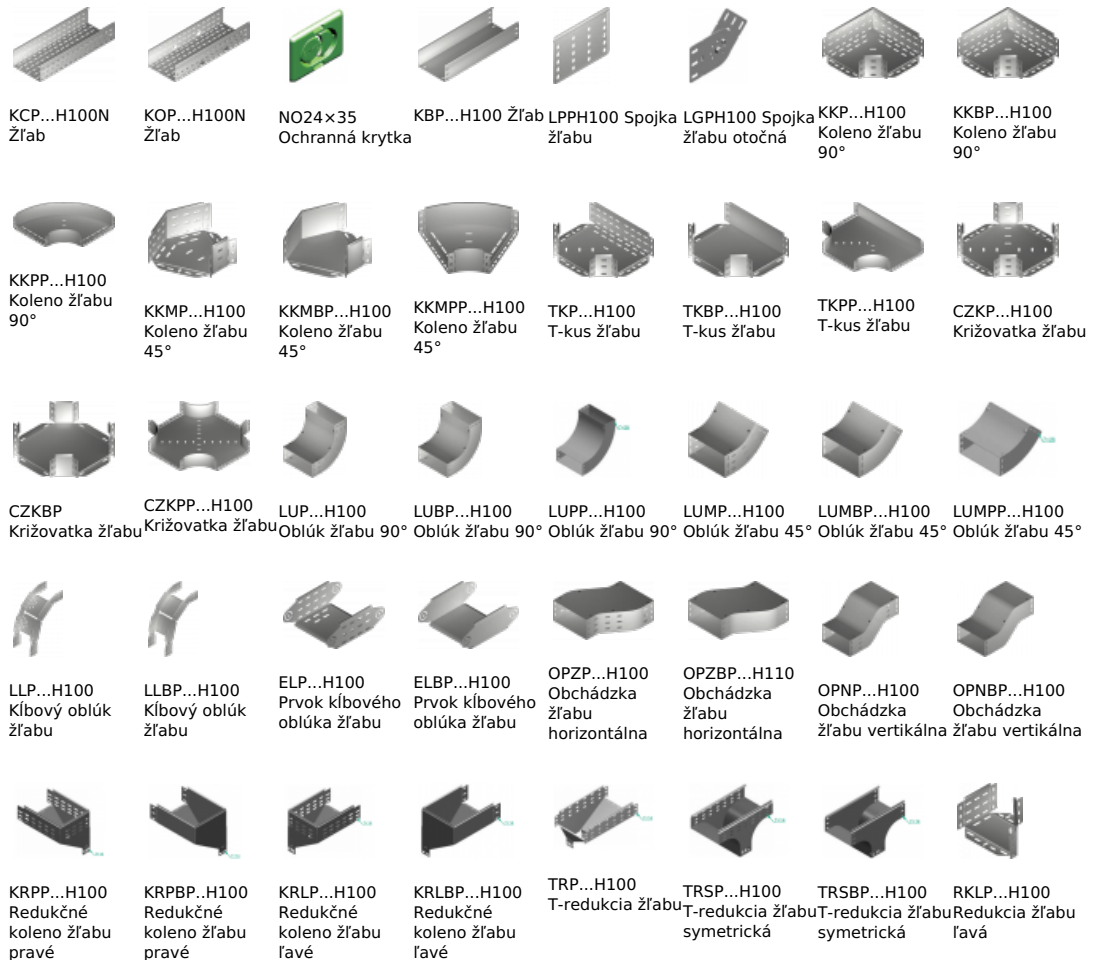 KCP...H100N
Žľab
KOP...H100N
Žľab
NO24×35
Ochranná krytka
KBP...H100 Žľab
LPPH100 Spojka
žľabu
LGPH100 Spojka
žľabu otočná
KKP...H100
Koleno žľabu
90°
KKBP...H100
Koleno žľabu
90°
KKPP...H100
Koleno žľabu
90°
KKMP...H100
Koleno žľabu
45°
KKMBP...H100
Koleno žľabu
45°
KKMPP...H100
Koleno žľabu
45°
TKP...H100
T-kus žľabu
TKBP...H100
T-kus žľabu
TKPP...H100
T-kus žľabu
CZKP...H100
Križovatka žľabu
CZKBP
Križovatka žľabu
CZKPP...H100
Križovatka žľabu
LUP...H100
Oblúk žľabu 90°
LUBP...H100
Oblúk žľabu 90°
LUPP...H100
Oblúk žľabu 90°
LUMP...H100
Oblúk žľabu 45°
LUMBP...H100
Oblúk žľabu 45°
LUMPP...H100
Oblúk žľabu 45°
LLP...H100
Kĺbový oblúk
žľabu
LLBP...H100
Kĺbový oblúk
žľabu
ELP...H100
Prvok kĺbového
oblúka žľabu
ELBP...H100
Prvok kĺbového
oblúka žľabu
OPZP...H100
Obchádzka
žľabu
horizontálna
OPZBP...H110
Obchádzka
žľabu
horizontálna
OPNP...H100
Obchádzka
žľabu vertikálna
OPNBP...H100
Obchádzka
žľabu vertikálna
KRPP...H100
Redukčné
koleno žľabu
pravé
KRPBP...H100
Redukčné
koleno žľabu
pravé
KRLP...H100
Redukčné
koleno žľabu
ľavé
KRLBP...H100
Redukčné
koleno žľabu
ľavé
TRP...H100
T-redukcia žľabu
TRSP...H100
T-redukcia žľabu
symetrická
TRSBP...H100
T-redukcia žľabu
symetrická
RKLP...H100
Redukcia žľabu
ľavá